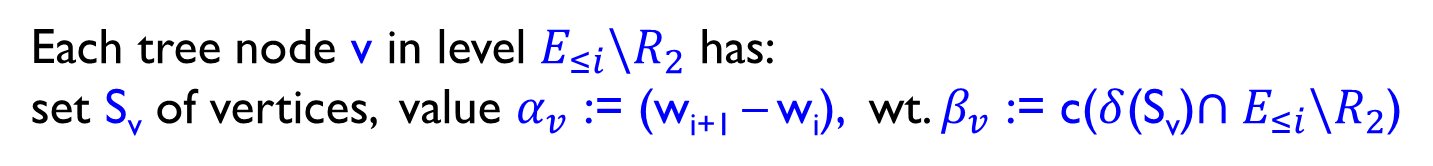 Each tree node v in level E≤i\R₂ has:
set Sᵥ of vertices, value αᵥ := (wᵢ₊₁ – wᵢ), wt. βᵥ := c(δ(Sᵥ)∩ E≤i\R₂)